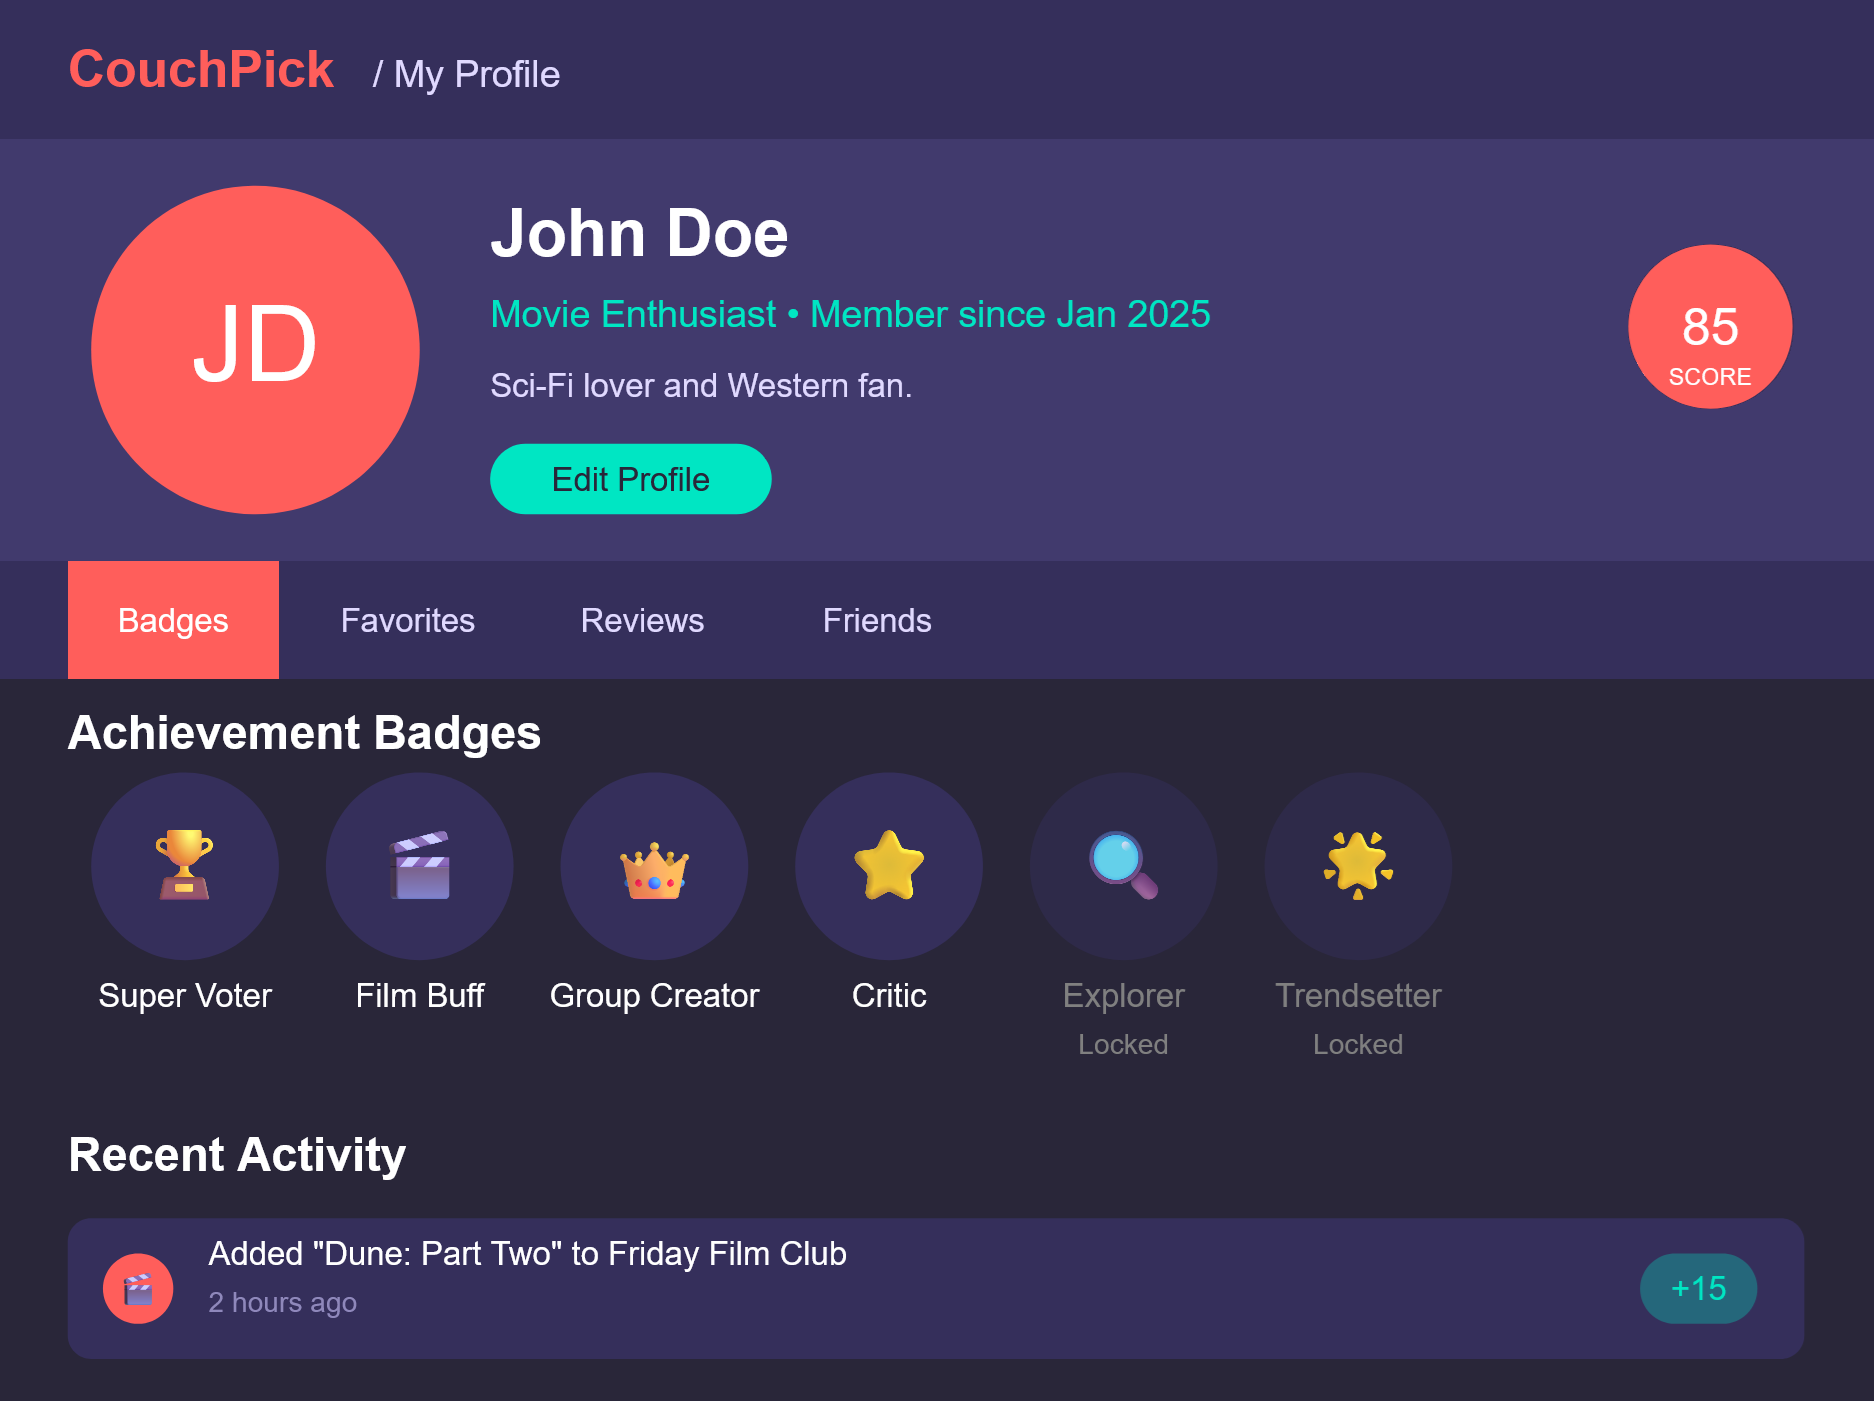 CouchPick / My Profile
JD
John Doe
Movie Enthusiast • Member since Jan 2025
Sci-Fi lover and Western fan.
Edit Profile
85
SCORE
Badges Favorites Reviews Friends
Achievement Badges
Super Voter Film Buff Group Creator Critic Explorer Trendsetter
Locked Locked
Recent Activity
Added "Dune: Part Two" to Friday Film Club
2 hours ago
+15